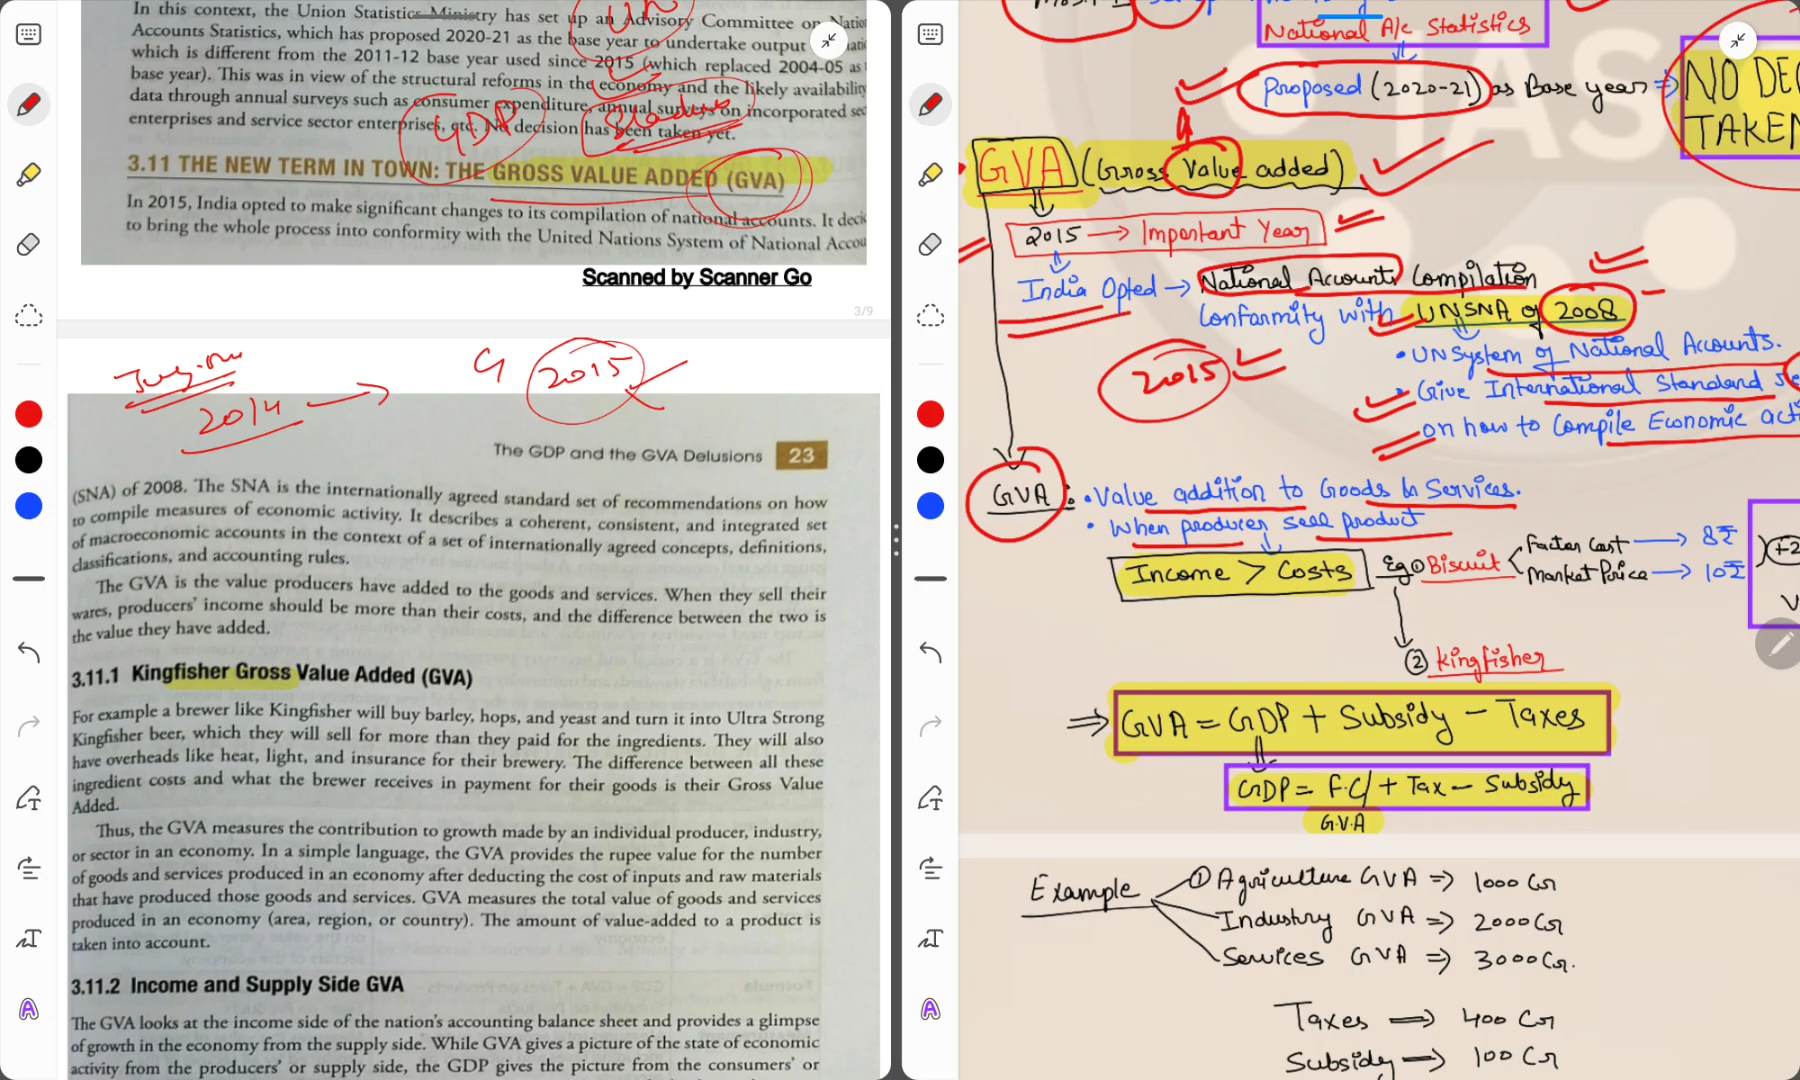 In this context, the Union Statistics Ministry has set up an Advisory Committee on
Accounts Statistics, which has proposed 2020-21 as the base year to undertake output
which is different from the 2011-12 base year used since 2015 (which replaced 2004-05 as
base year). This was in view of the structural reforms in the economy and the likely availability
data through annual surveys such as consumer expenditure, annual surveys on incorporated
enterprises and service sector enterprises, etc. No decision has been taken yet.
GDP
3.11 THE NEW TERM IN TOWN: THE GROSS VALUE ADDED (GVA)
In 2015, India opted to make significant changes to its compilation of national accounts. It
to bring the whole process into conformity with the United Nations System of National
Scanned by Scanner Go
3/9
2014
G 2015
The GDP and the GVA Delusions 23
(SNA) of 2008. The SNA is the internationally agreed standard set of recommendations on how
to compile measures of economic activity. It describes a coherent, consistent, and integrated set
of macroeconomic accounts in the context of a set of internationally agreed concepts, definitions,
classifications, and accounting rules.
The GVA is the value producers have added to the goods and services. When they sell their
wares, producers' income should be more than their costs, and the difference between the two is
the value they have added.
3.11.1 Kingfisher Gross Value Added (GVA)
For example a brewer like Kingfisher will buy barley, hops, and yeast and turn it into Ultra Strong
Kingfisher beer, which they will sell for more than they paid for the ingredients. They will also
have overheads like heat, light, and insurance for their brewery. The difference between all these
ingredient costs and what the brewer receives in payment for their goods is their Gross Value
Added.
Thus, the GVA measures the contribution to growth made by an individual producer, industry,
or sector in an economy. In a simple language, the GVA provides the rupee value for the number
of goods and services produced in an economy after deducting the cost of inputs and raw materials
that have produced those goods and services. GVA measures the total value of goods and services
produced in an economy (area, region, or country). The amount of value-added to a product is
taken into account.
3.11.2 Income and Supply Side GVA
The GVA looks at the income side of the nation's accounting balance sheet and provides a glimpse
of growth in the economy from the supply side. While GVA gives a picture of the state of economic
activity from the producers' or supply side, the GDP gives the picture from the consumers' or
National A/c Statistics
Proposed (2020-21) as Base year ⇒
NO
TAKEN
GVA (Gross Value added)
2015 → Important Year
India Opted → National Accounts Compilation
Conformity with UNSNA of 2008
• UN System of National Accounts.
2015
• Give International Standard
on how to Compile Economic
GVA : • Value addition to Goods & Services.
• When producer sell product
Income > Costs
Eg ① Biscuit
Factor Cost → 8₹
Market Price → 10₹
② Kingfisher
⇒ GVA = GDP + Subsidy - Taxes
GDP = F.C/ + Tax - Subsidy
G.V.A
Example
① Agriculture GVA ⇒ 1000 Cr
Industry GVA ⇒ 2000 Cr
Services GVA ⇒ 3000 Cr.
Taxes ⇒ 400 Cr
Subsidy → 100 Cr